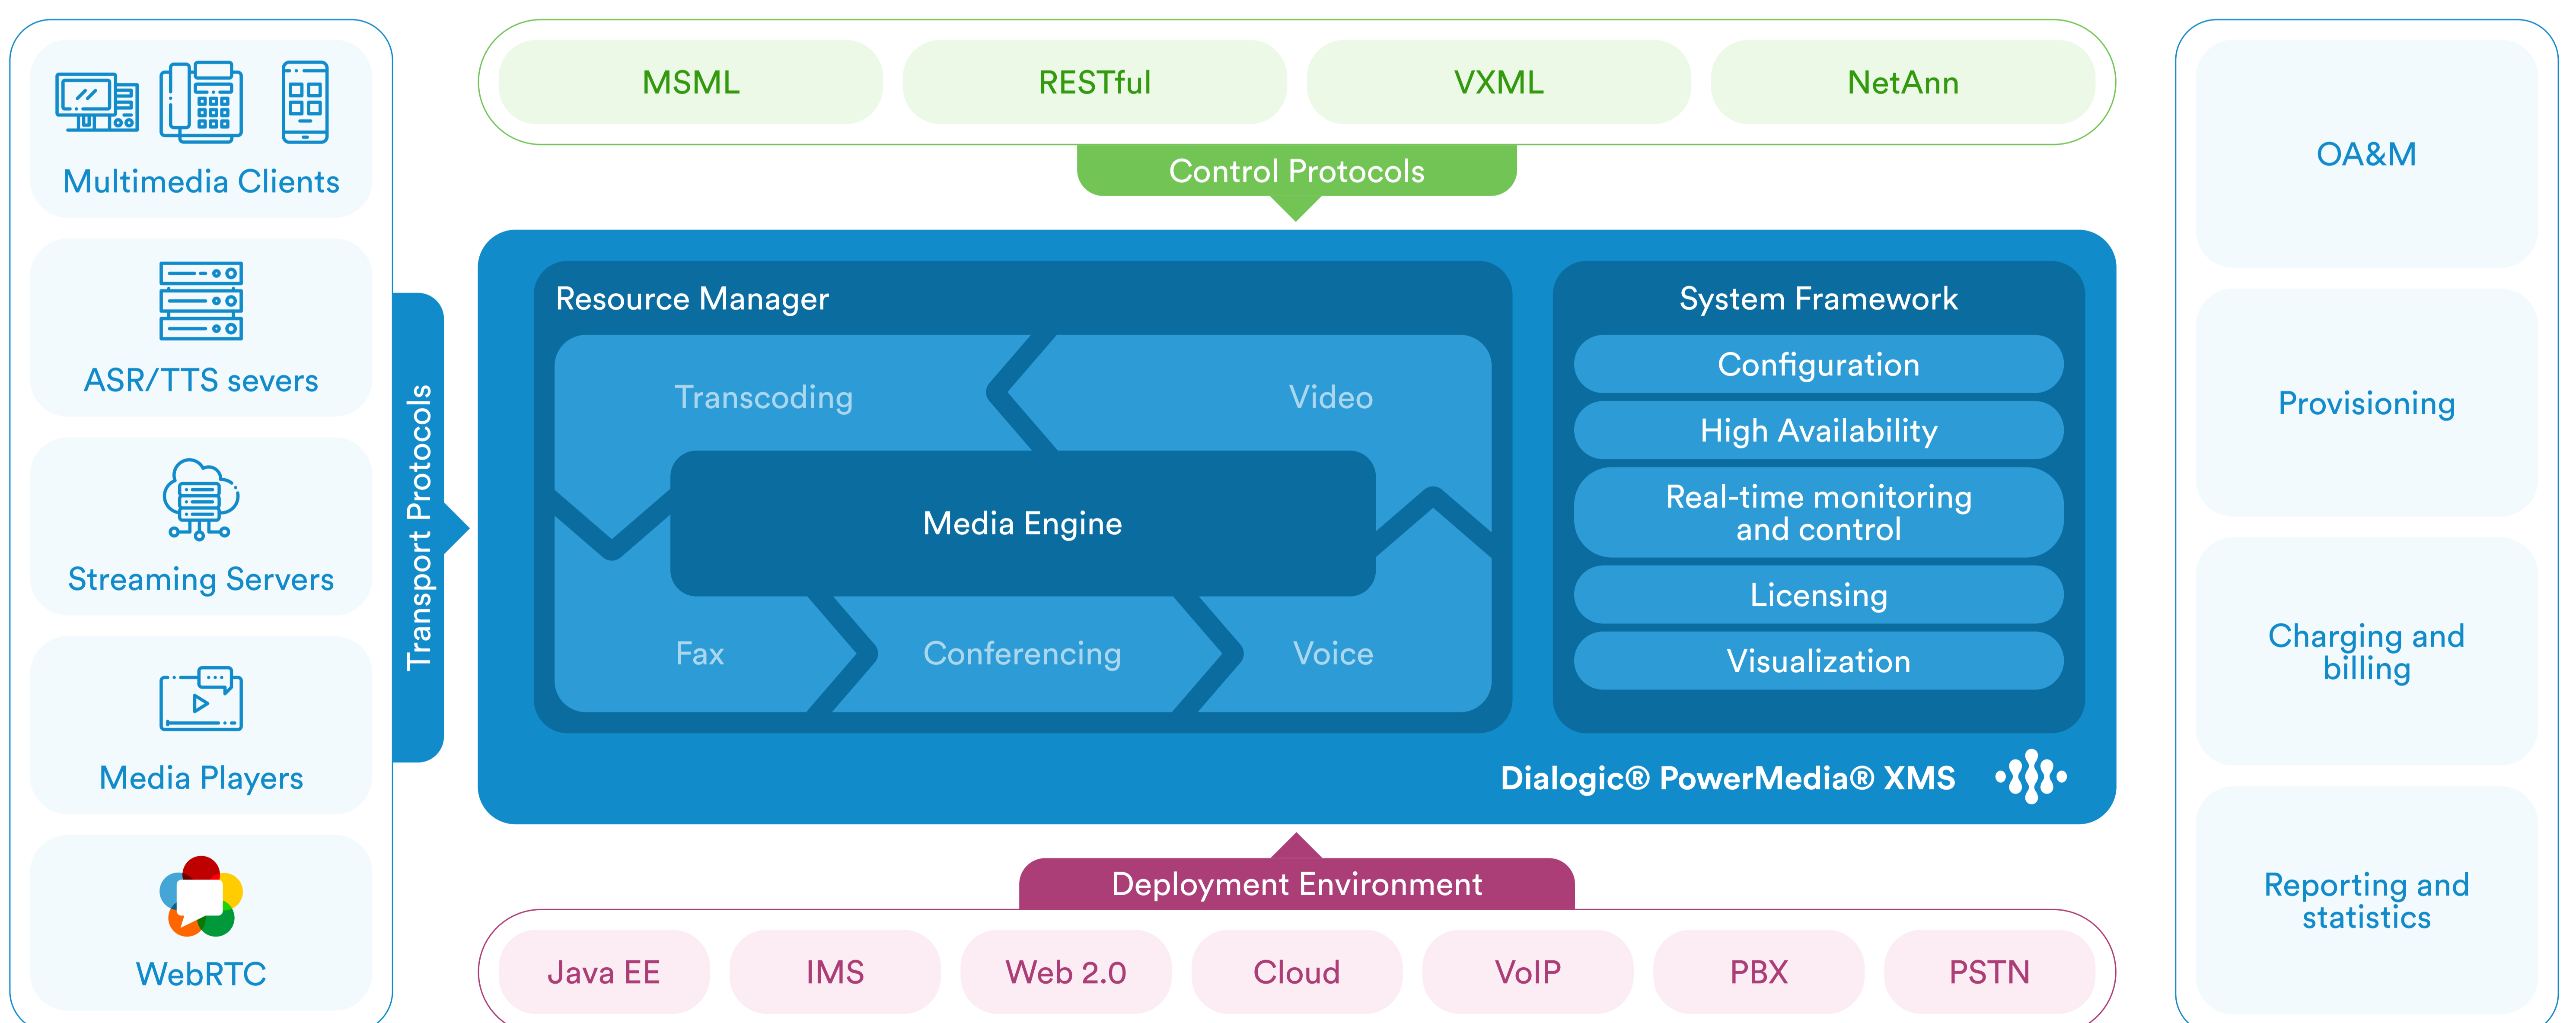 Multimedia Clients
ASR/TTS severs
Streaming Servers
Media Players
WebRTC
Transport Protocols
MSML
RESTful
VXML
NetAnn
Control Protocols
Resource Manager
Transcoding
Video
Media Engine
Fax
Conferencing
Voice
System Framework
Configuration
High Availability
Real-time monitoring
and control
Licensing
Visualization
Dialogic® PowerMedia® XMS
Deployment Environment
Java EE
IMS
Web 2.0
Cloud
VoIP
PBX
PSTN
OA&M
Provisioning
Charging and
billing
Reporting and
statistics